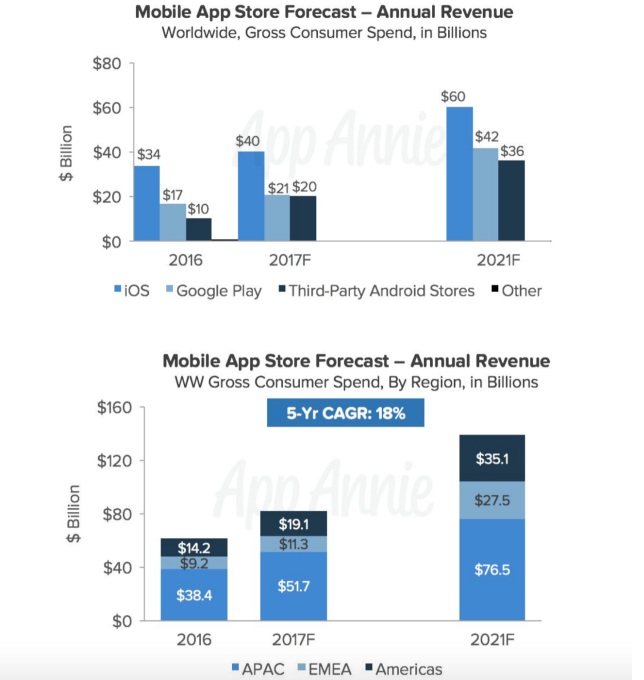 Mobile App Store Forecast – Annual Revenue
Worldwide, Gross Consumer Spend, in Billions
App Annie
$ Billion
$80
$60
$40
$20
$0
$34
$17
$10
$40
$21
$20
$60
$42
$36
2016
2017F
2021F
iOS
Google Play
Third-Party Android Stores
Other
Mobile App Store Forecast – Annual Revenue
WW Gross Consumer Spend, By Region, in Billions
5-Yr CAGR: 18%
App Annie
$ Billion
$160
$120
$80
$40
$0
$14.2
$9.2
$38.4
$19.1
$11.3
$51.7
$35.1
$27.5
$76.5
2016
2017F
2021F
APAC
EMEA
Americas